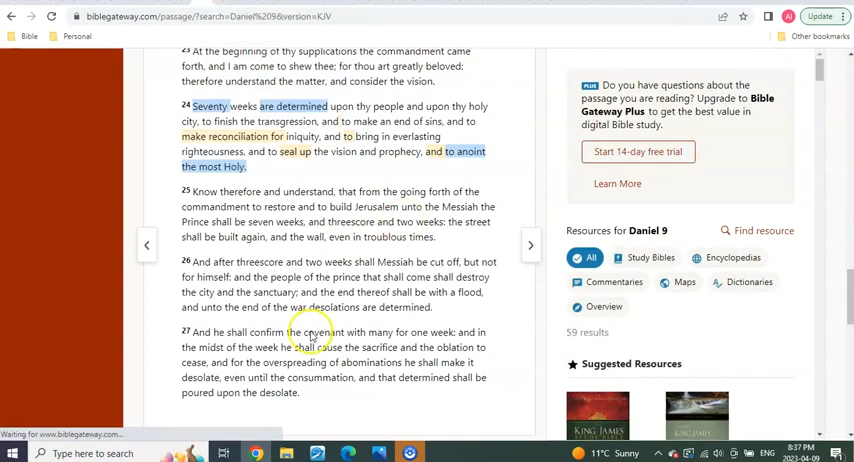 biblegateway.com/passage/?search=Daniel%209&version=KJV
AI
Update
Bible
Personal
Other bookmarks
23 At the beginning of thy supplications the commandment came
forth, and I am come to shew thee; for thou art greatly beloved:
therefore understand the matter, and consider the vision.
24 Seventy weeks are determined upon thy people and upon thy holy
city, to finish the transgression, and to make an end of sins, and to
make reconciliation for iniquity, and to bring in everlasting
righteousness, and to seal up the vision and prophecy, and to anoint
the most Holy.
25 Know therefore and understand, that from the going forth of the
commandment to restore and to build Jerusalem unto the Messiah the
Prince shall be seven weeks, and threescore and two weeks: the street
shall be built again, and the wall, even in troublous times.
26 And after threescore and two weeks shall Messiah be cut off, but not
for himself: and the people of the prince that shall come shall destroy
the city and the sanctuary; and the end thereof shall be with a flood,
and unto the end of the war desolations are determined.
27 And he shall confirm the covenant with many for one week: and in
the midst of the week he shall cause the sacrifice and the oblation to
cease, and for the overspreading of abominations he shall make it
desolate, even until the consummation, and that determined shall be
poured upon the desolate.
PLUS Do you have questions about the
passage you are reading? Upgrade to Bible
Gateway Plus to get the best value in
digital Bible study.
Start 14-day free trial
Learn More
Resources for Daniel 9
Find resource
All
Study Bibles
Encyclopedias
Commentaries
Maps
Dictionaries
Overview
59 results
Suggested Resources
KING JAMES
STUDY BIBLE
KING JAMES
Waiting for www.biblegateway.com...
Type here to search
11°C Sunny
ENG
8:37 PM
2023-04-09